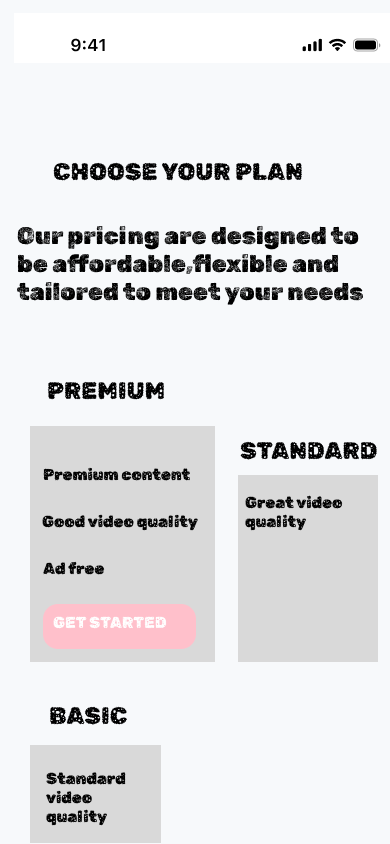 9:41
CHOOSE YOUR PLAN
Our pricing are designed to
be affordable,flexible and
tailored to meet your needs
PREMIUM
Premium content
Good video quality
Ad free
GET STARTED
STANDARD
Great video
quality
BASIC
Standard
video
quality